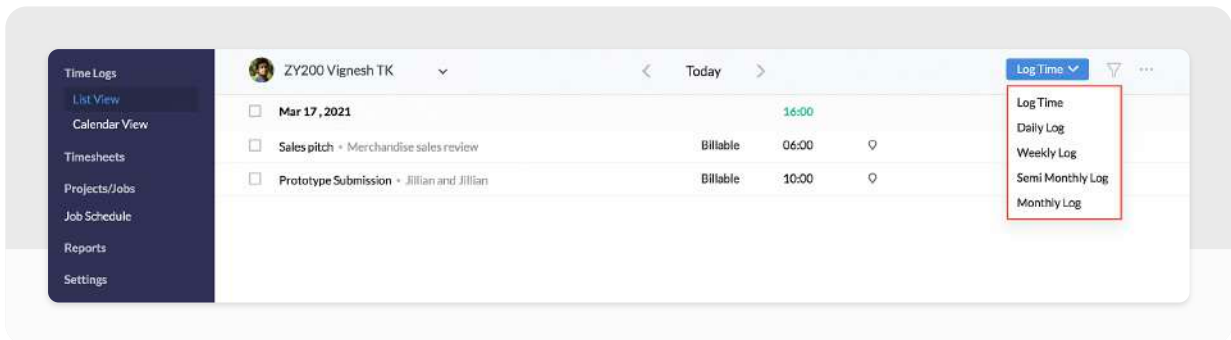 Time Logs
List View
Calendar View
Timesheets
Projects/Jobs
Job Schedule
Reports
Settings
ZY200 Vignesh TK
Today
Log Time
Mar 17 , 2021 16:00
Sales pitch • Merchandise sales review Billable 06:00
Prototype Submission • Jillian and Jillian Billable 10:00
Log Time
Daily Log
Weekly Log
Semi Monthly Log
Monthly Log